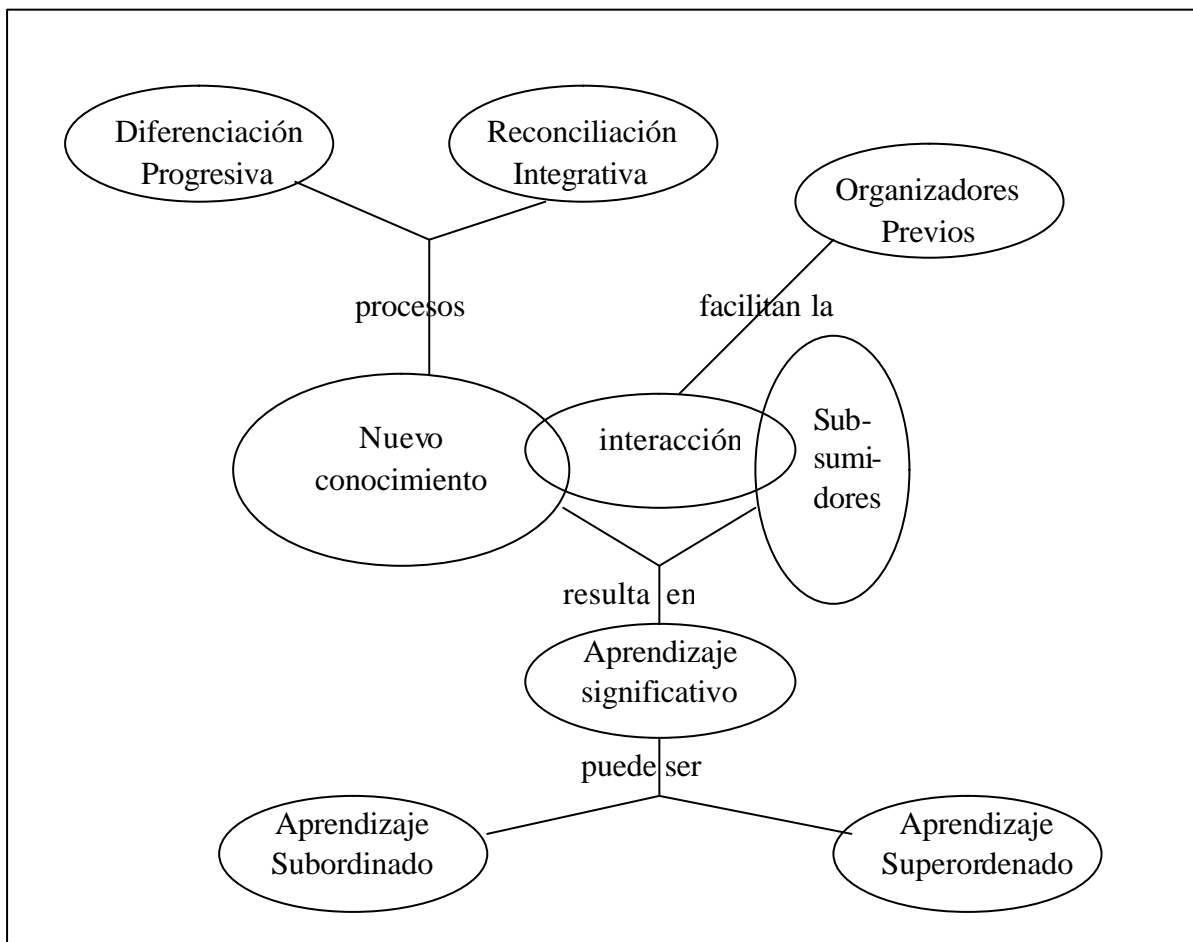 Diferenciación
Progresiva
Reconciliación
Integrativa
Organizadores
Previos
procesos
facilitan la
Nuevo
conocimiento
interacción
Sub-
sumi-
dores
resulta en
Aprendizaje
significativo
puede ser
Aprendizaje
Subordinado
Aprendizaje
Superordenado